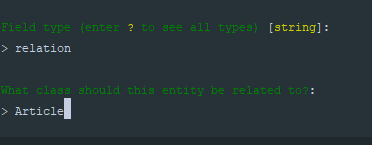 Field type (enter ? to see all types) [string]:
> relation
What class should this entity be related to?:
> Article